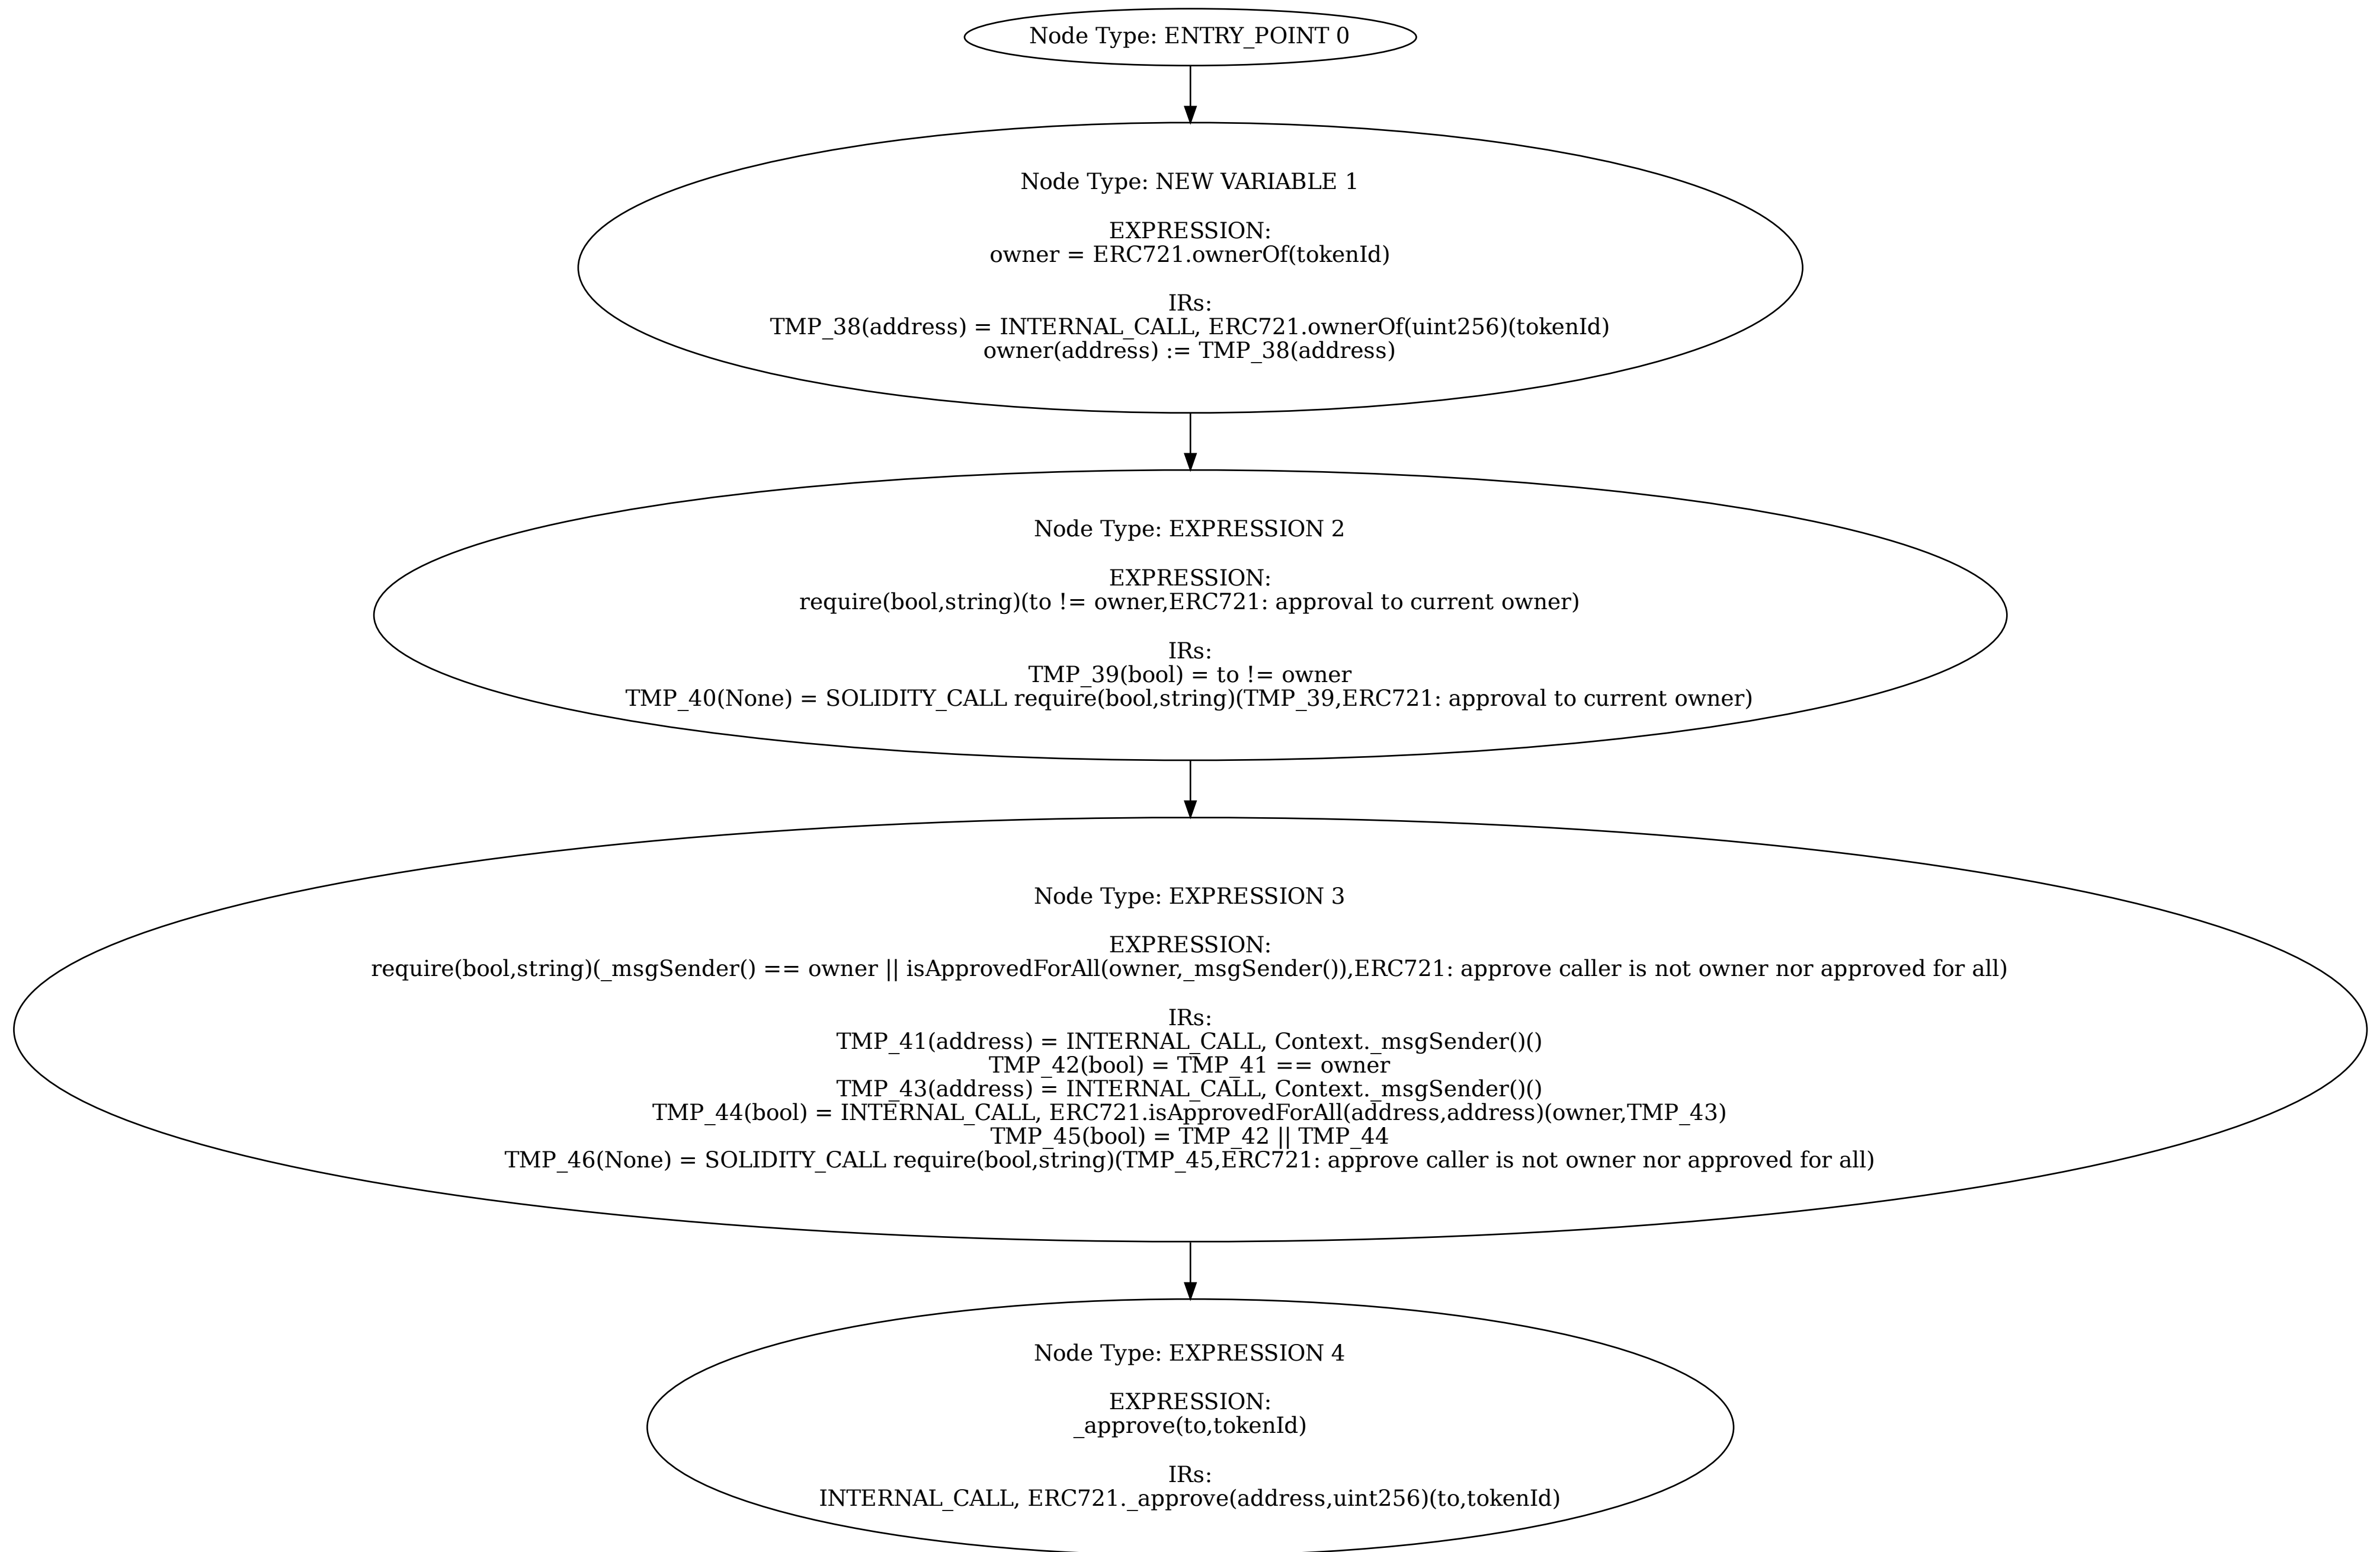 Node Type: ENTRY_POINT 0
Node Type: NEW VARIABLE 1
EXPRESSION:
owner = ERC721.ownerOf(tokenId)
IRs:
TMP_38(address) = INTERNAL_CALL, ERC721.ownerOf(uint256)(tokenId)
owner(address) := TMP_38(address)
Node Type: EXPRESSION 2
EXPRESSION:
require(bool,string)(to != owner,ERC721: approval to current owner)
IRs:
TMP_39(bool) = to != owner
TMP_40(None) = SOLIDITY_CALL require(bool,string)(TMP_39,ERC721: approval to current owner)
Node Type: EXPRESSION 3
EXPRESSION:
require(bool,string)(_msgSender() == owner || isApprovedForAll(owner,_msgSender()),ERC721: approve caller is not owner nor approved for all)
IRs:
TMP_41(address) = INTERNAL_CALL, Context._msgSender()()
TMP_42(bool) = TMP_41 == owner
TMP_43(address) = INTERNAL_CALL, Context._msgSender()()
TMP_44(bool) = INTERNAL_CALL, ERC721.isApprovedForAll(address,address)(owner,TMP_43)
TMP_45(bool) = TMP_42 || TMP_44
TMP_46(None) = SOLIDITY_CALL require(bool,string)(TMP_45,ERC721: approve caller is not owner nor approved for all)
Node Type: EXPRESSION 4
EXPRESSION:
_approve(to,tokenId)
IRs:
INTERNAL_CALL, ERC721._approve(address,uint256)(to,tokenId)